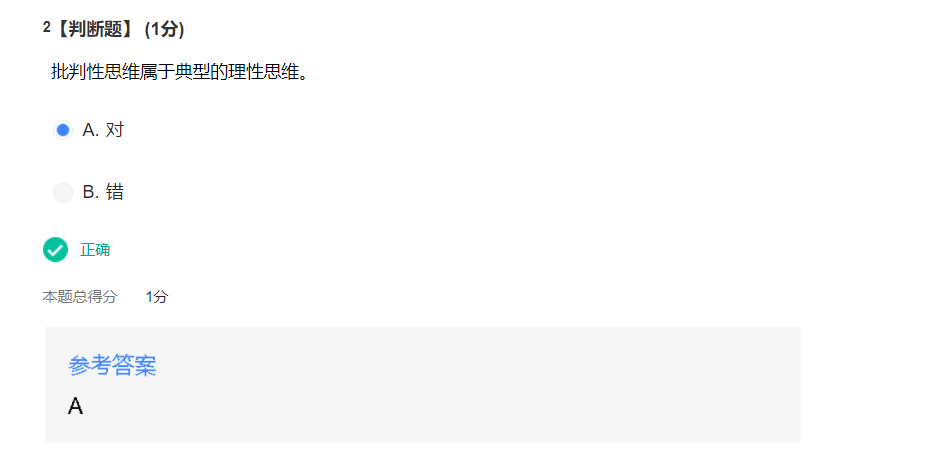 2【判断题】 (1分)
批判性思维属于典型的理性思维。
A. 对
B. 错
正确
本题总得分 1分
参考答案
A